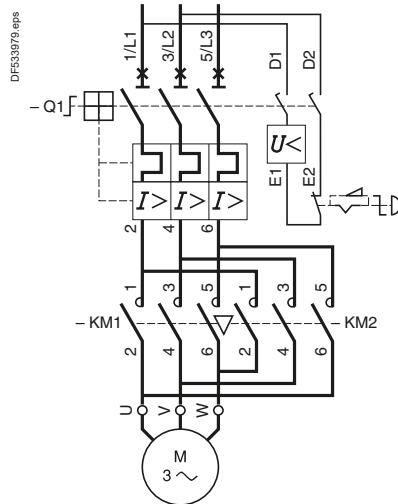 DF533979.eps
1/L1 3/L2 5/L3
D1 D2
– Q1
U<
E1 E2
I> I> I>
2 4 6
1 3 5 1 3 5
– KM1 – KM2
2 4 6 2 4 6
U V W
M
3 ~